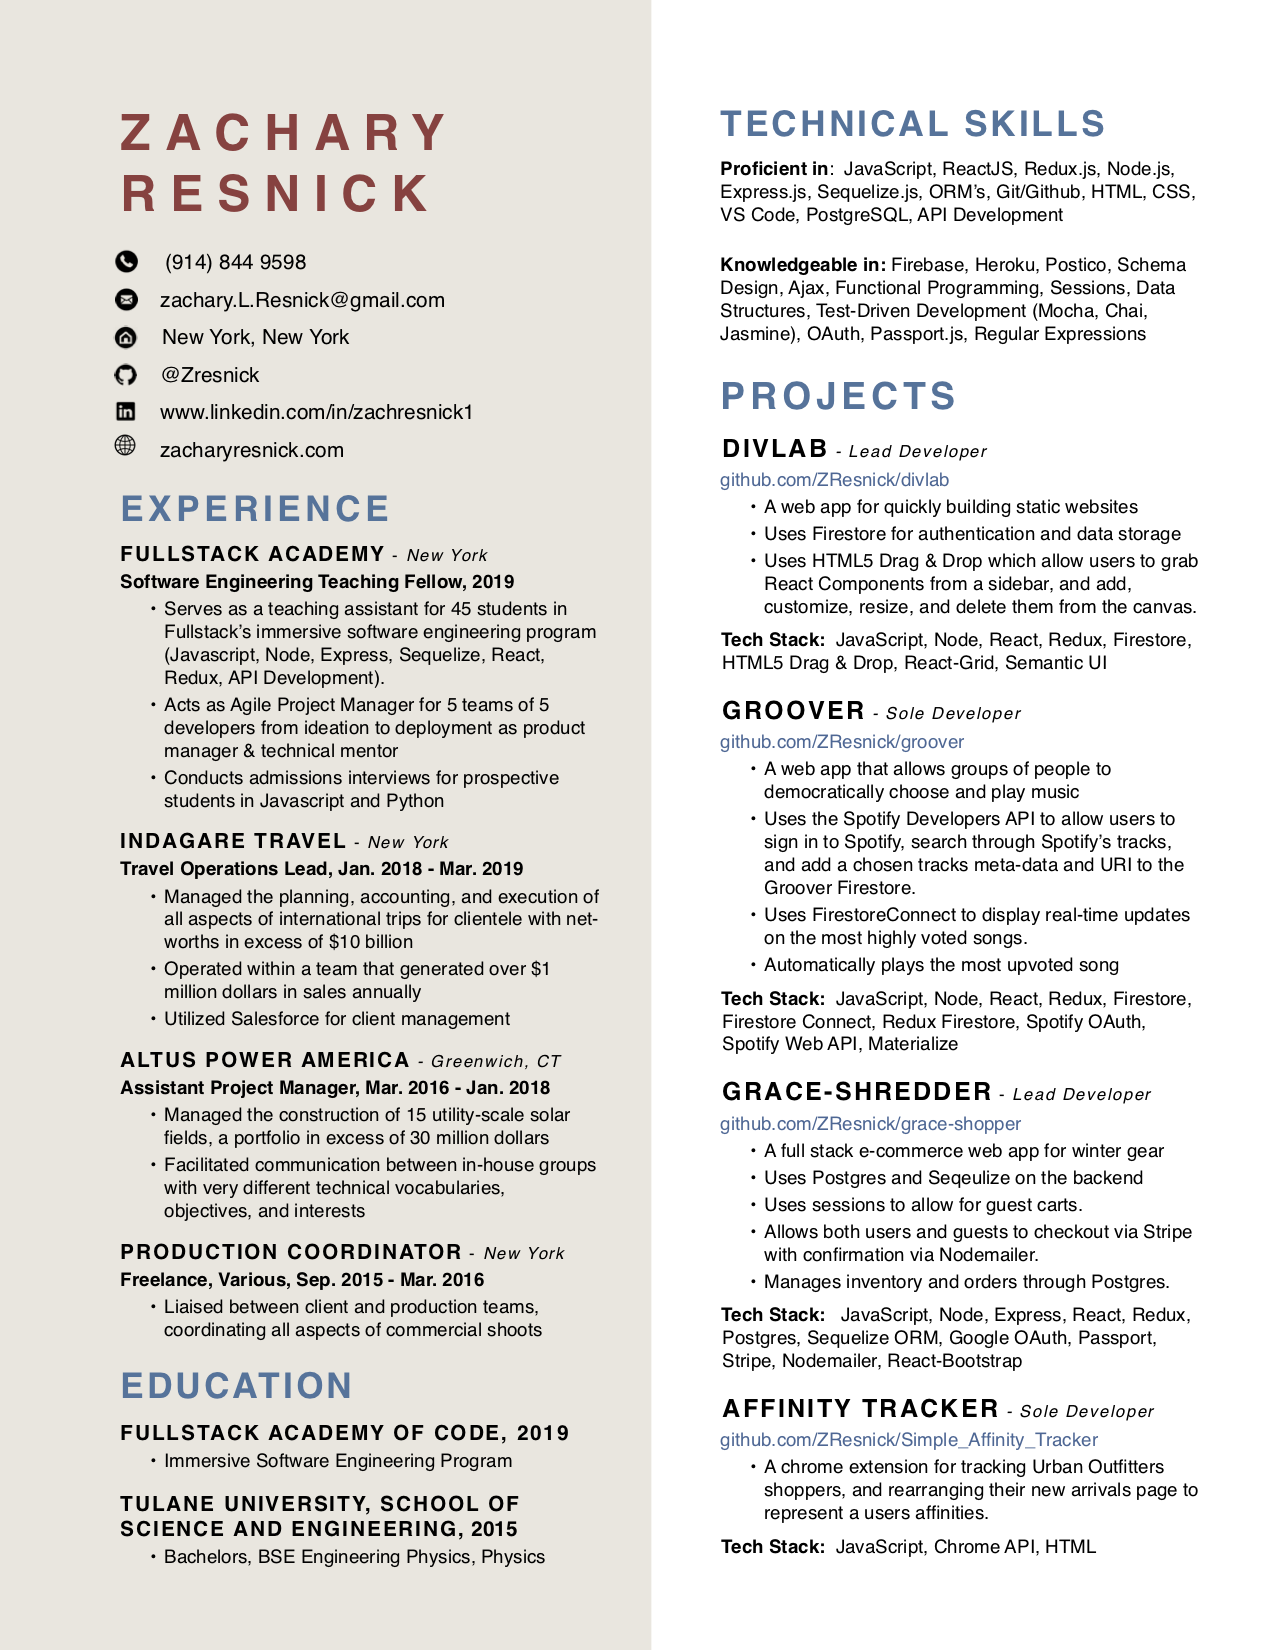 ZACHARY
RESNICK
(914) 844 9598
zachary.L.Resnick@gmail.com
New York, New York
@Zresnick
www.linkedin.com/in/zachresnick1
zacharyresnick.com
EXPERIENCE
FULLSTACK ACADEMY - New York
Software Engineering Teaching Fellow, 2019
• Serves as a teaching assistant for 45 students in
Fullstack’s immersive software engineering program
(Javascript, Node, Express, Sequelize, React,
Redux, API Development).
• Acts as Agile Project Manager for 5 teams of 5
developers from ideation to deployment as product
manager & technical mentor
• Conducts admissions interviews for prospective
students in Javascript and Python
INDAGARE TRAVEL - New York
Travel Operations Lead, Jan. 2018 - Mar. 2019
• Managed the planning, accounting, and execution of
all aspects of international trips for clientele with net-
worths in excess of $10 billion
• Operated within a team that generated over $1
million dollars in sales annually
• Utilized Salesforce for client management
ALTUS POWER AMERICA - Greenwich, CT
Assistant Project Manager, Mar. 2016 - Jan. 2018
• Managed the construction of 15 utility-scale solar
fields, a portfolio in excess of 30 million dollars
• Facilitated communication between in-house groups
with very different technical vocabularies,
objectives, and interests
PRODUCTION COORDINATOR - New York
Freelance, Various, Sep. 2015 - Mar. 2016
• Liaised between client and production teams,
coordinating all aspects of commercial shoots
EDUCATION
FULLSTACK ACADEMY OF CODE, 2019
• Immersive Software Engineering Program
TULANE UNIVERSITY, SCHOOL OF
SCIENCE AND ENGINEERING, 2015
• Bachelors, BSE Engineering Physics, Physics
TECHNICAL SKILLS
Proficient in: JavaScript, ReactJS, Redux.js, Node.js,
Express.js, Sequelize.js, ORM’s, Git/Github, HTML, CSS,
VS Code, PostgreSQL, API Development
Knowledgeable in: Firebase, Heroku, Postico, Schema
Design, Ajax, Functional Programming, Sessions, Data
Structures, Test-Driven Development (Mocha, Chai,
Jasmine), OAuth, Passport.js, Regular Expressions
PROJECTS
DIVLAB - Lead Developer
github.com/ZResnick/divlab
• A web app for quickly building static websites
• Uses Firestore for authentication and data storage
• Uses HTML5 Drag & Drop which allow users to grab
React Components from a sidebar, and add,
customize, resize, and delete them from the canvas.
Tech Stack: JavaScript, Node, React, Redux, Firestore,
HTML5 Drag & Drop, React-Grid, Semantic UI
GROOVER - Sole Developer
github.com/ZResnick/groover
• A web app that allows groups of people to
democratically choose and play music
• Uses the Spotify Developers API to allow users to
sign in to Spotify, search through Spotify’s tracks,
and add a chosen tracks meta-data and URI to the
Groover Firestore.
• Uses FirestoreConnect to display real-time updates
on the most highly voted songs.
• Automatically plays the most upvoted song
Tech Stack: JavaScript, Node, React, Redux, Firestore,
Firestore Connect, Redux Firestore, Spotify OAuth,
Spotify Web API, Materialize
GRACE-SHREDDER - Lead Developer
github.com/ZResnick/grace-shopper
• A full stack e-commerce web app for winter gear
• Uses Postgres and Seqeulize on the backend
• Uses sessions to allow for guest carts.
• Allows both users and guests to checkout via Stripe
with confirmation via Nodemailer.
• Manages inventory and orders through Postgres.
Tech Stack: JavaScript, Node, Express, React, Redux,
Postgres, Sequelize ORM, Google OAuth, Passport,
Stripe, Nodemailer, React-Bootstrap
AFFINITY TRACKER - Sole Developer
github.com/ZResnick/Simple_Affinity_Tracker
• A chrome extension for tracking Urban Outfitters
shoppers, and rearranging their new arrivals page to
represent a users affinities.
Tech Stack: JavaScript, Chrome API, HTML